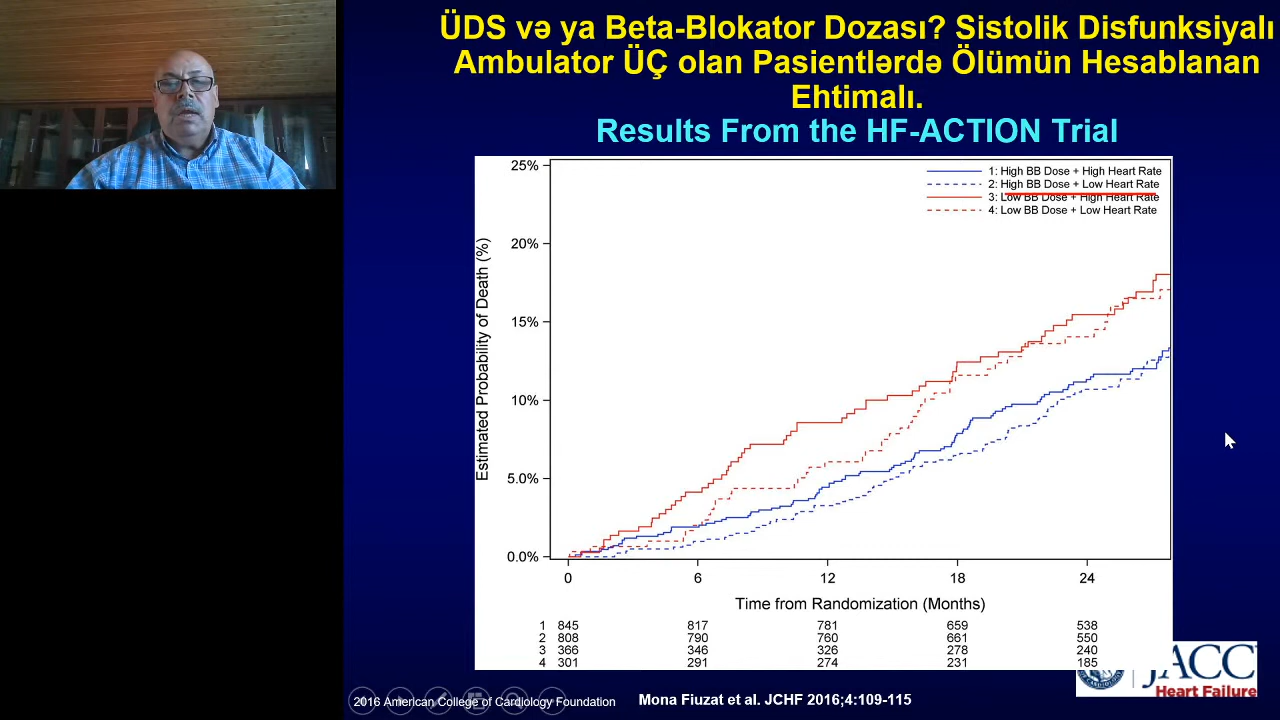 ÜDS və ya Beta-Blokator Dozası? Sistolik Disfunksiyalı
Ambulator ÜÇ olan Pasientlərdə Ölümün Hesablanan
Ehtimalı.
Results From the HF-ACTION Trial
1: High BB Dose + High Heart Rate
2: High BB Dose + Low Heart Rate
3: Low BB Dose + High Heart Rate
4: Low BB Dose + Low Heart Rate
Estimated Probability of Death (%)
25%
20%
15%
10%
5.0%
0.0%
0 6 12 18 24
Time from Randomization (Months)
1 845 817 781 659 538
2 808 790 760 661 550
3 366 346 326 278 240
4 301 291 274 231 185
JACC
Heart Failure
2016 American College of Cardiology Foundation
Mona Fiuzat et al. JCHF 2016;4:109-115